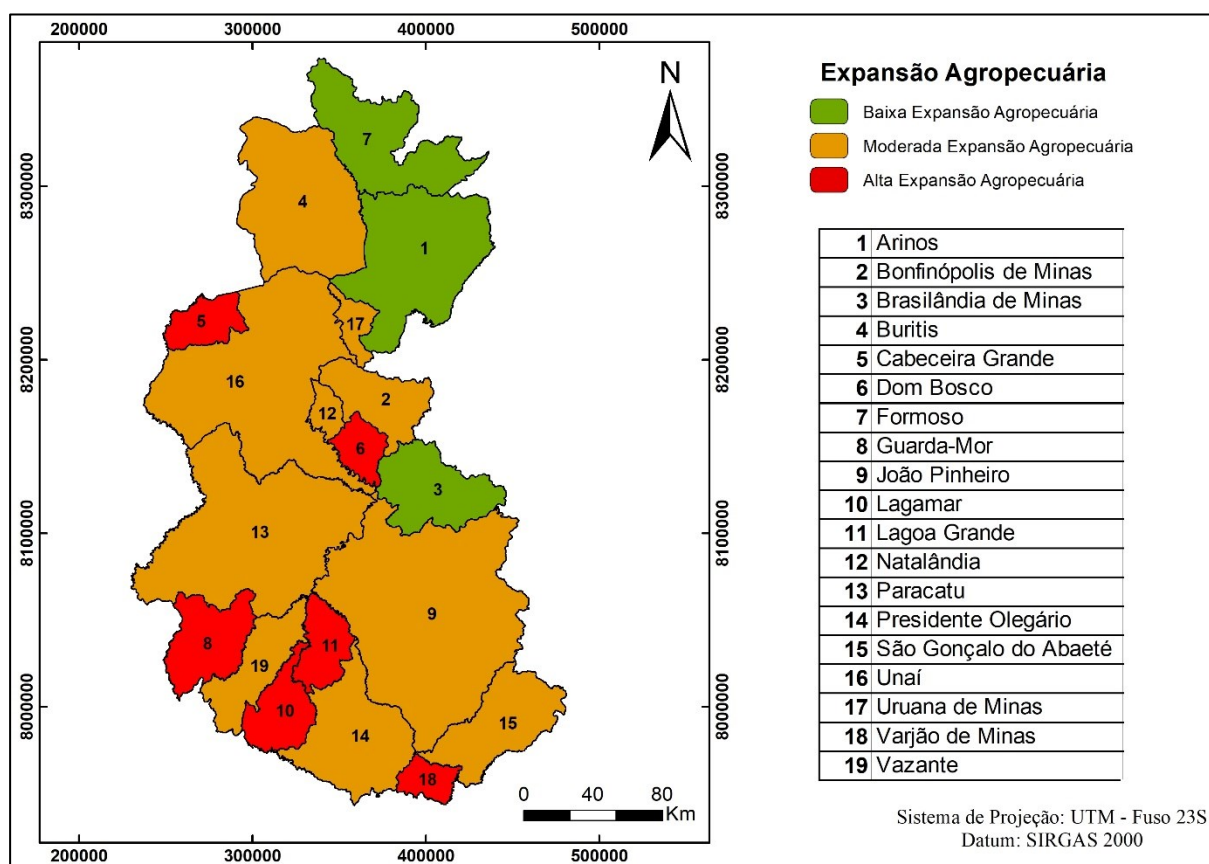 200000 300000 400000 500000
N
Expansão Agropecuária
Baixa Expansão Agropecuária
Moderada Expansão Agropecuária
Alta Expansão Agropecuária
8300000
8200000
8100000
8000000
8300000
8200000
8100000
8000000
7
4
1
5
17
16
2
12
6
3
13
9
8
11
19
10
14
15
18
1 Arinos
2 Bonfinópolis de Minas
3 Brasilândia de Minas
4 Buritis
5 Cabeceira Grande
6 Dom Bosco
7 Formoso
8 Guarda-Mor
9 João Pinheiro
10 Lagamar
11 Lagoa Grande
12 Natalândia
13 Paracatu
14 Presidente Olegário
15 São Gonçalo do Abaeté
16 Unaí
17 Uruana de Minas
18 Varjão de Minas
19 Vazante
0 40 80
Km
200000 300000 400000 500000
Sistema de Projeção: UTM - Fuso 23S
Datum: SIRGAS 2000